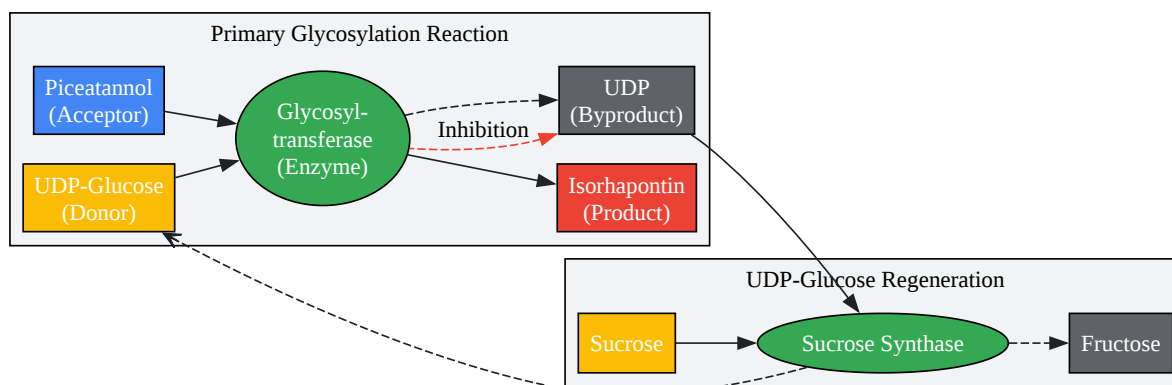 Primary Glycosylation Reaction
Piceatannol
(Acceptor)
Glycosyl-
transferase
(Enzyme)
UDP
(Byproduct)
Inhibition
UDP-Glucose
(Donor)
Isorhapontin
(Product)
UDP-Glucose Regeneration
Sucrose
Sucrose Synthase
Fructose